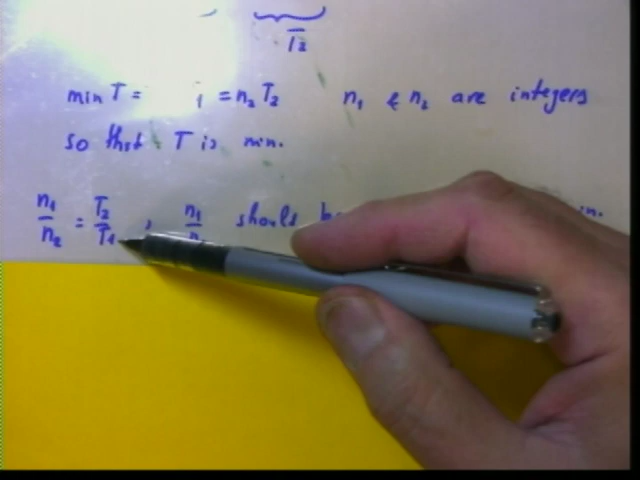 T2
min T = 1 = n2 T2 n1 & n2 are integers
so that T is min.
n1/n2 = T2/T1 , n1/n should